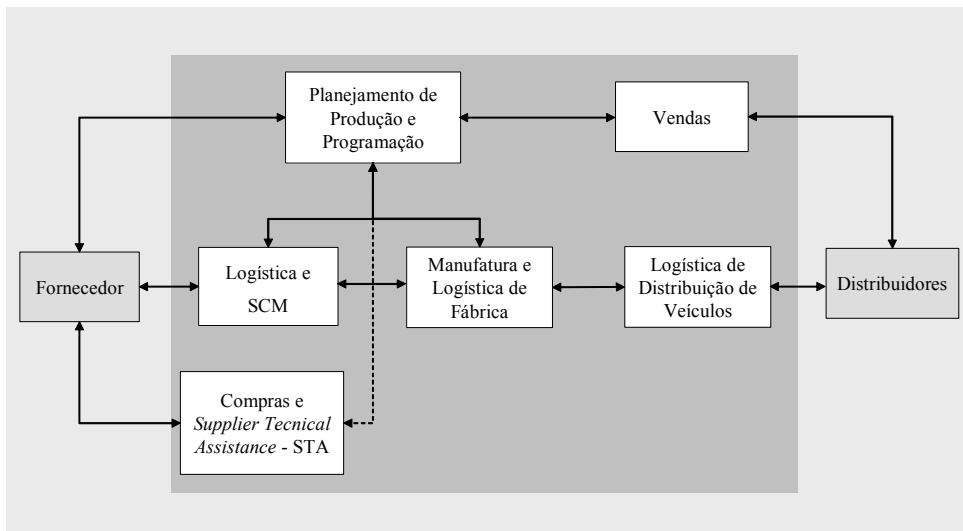 Planejamento de
Produção e
Programação
Vendas
Fornecedor
Logística e
SCM
Manufatura e
Logística de
Fábrica
Logística de
Distribuição de
Veículos
Distribuidores
Compras e
Supplier Tecnical
Assistance - STA